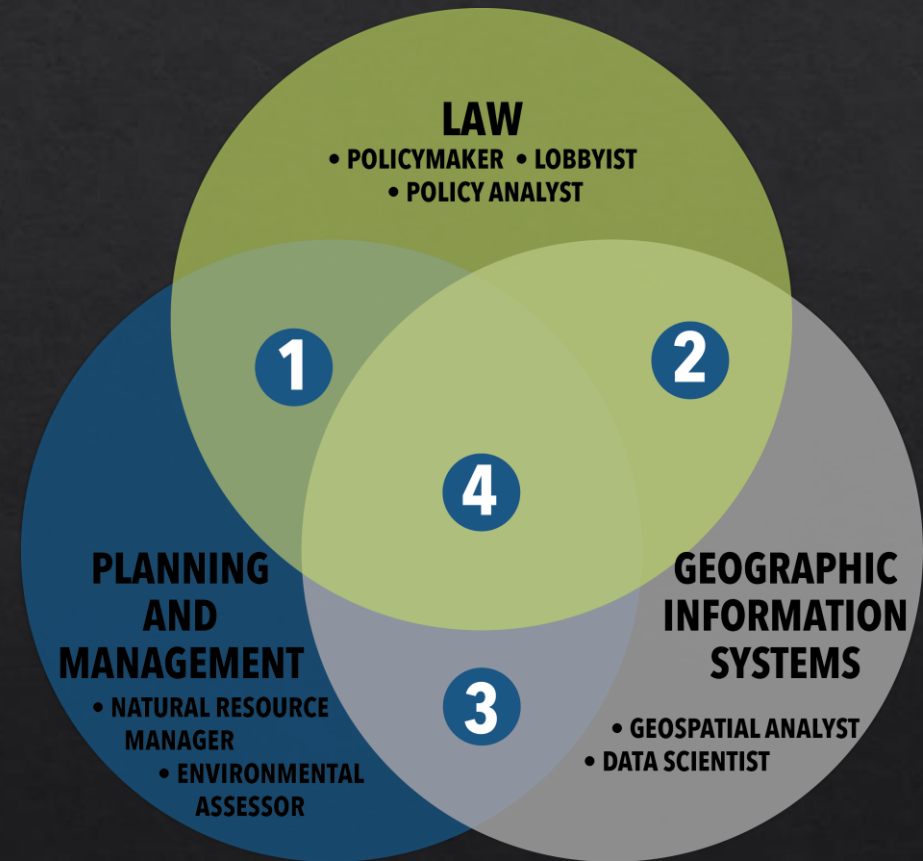 LAW
• POLICYMAKER • LOBBYIST
• POLICY ANALYST
1
2
4
PLANNING
AND
MANAGEMENT
• NATURAL RESOURCE
MANAGER
• ENVIRONMENTAL
ASSESSOR
3
GEOGRAPHIC
INFORMATION
SYSTEMS
• GEOSPATIAL ANALYST
• DATA SCIENTIST